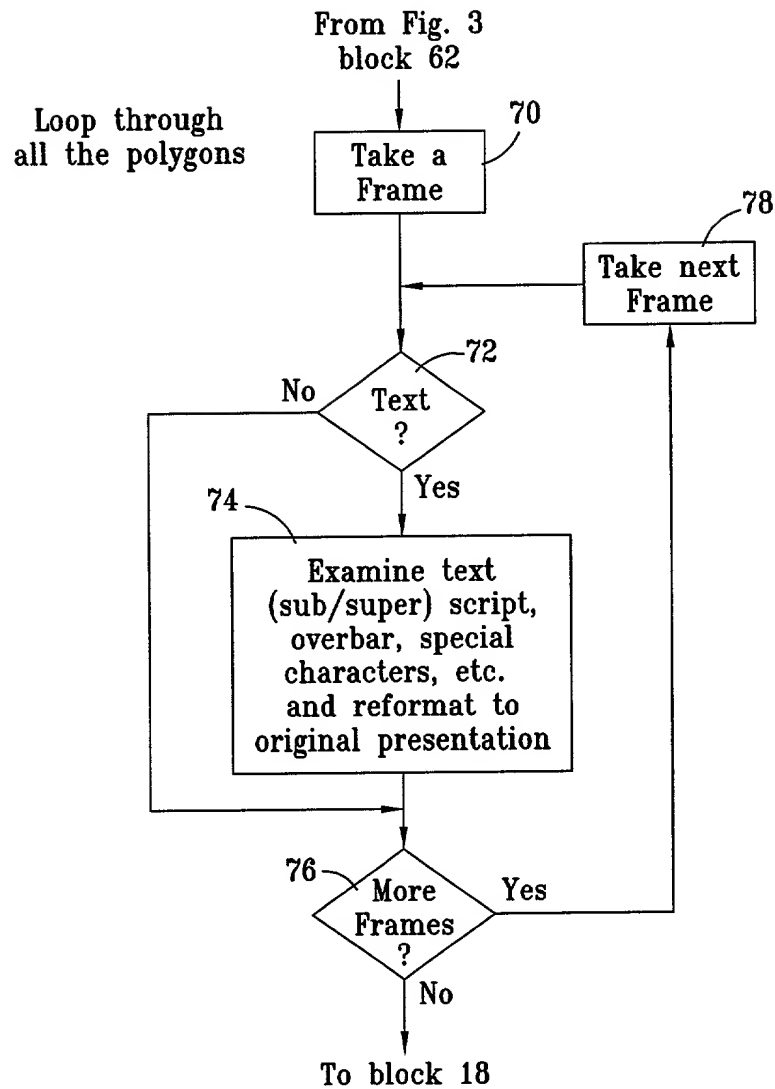 From Fig. 3
block 62
Loop through
all the polygons
70
Take a
Frame
78
Take next
Frame
72
No
Text
?
Yes
74
Examine text
(sub/super) script,
overbar, special
characters, etc.
and reformat to
original presentation
76
More
Frames
?
Yes
No
To block 18